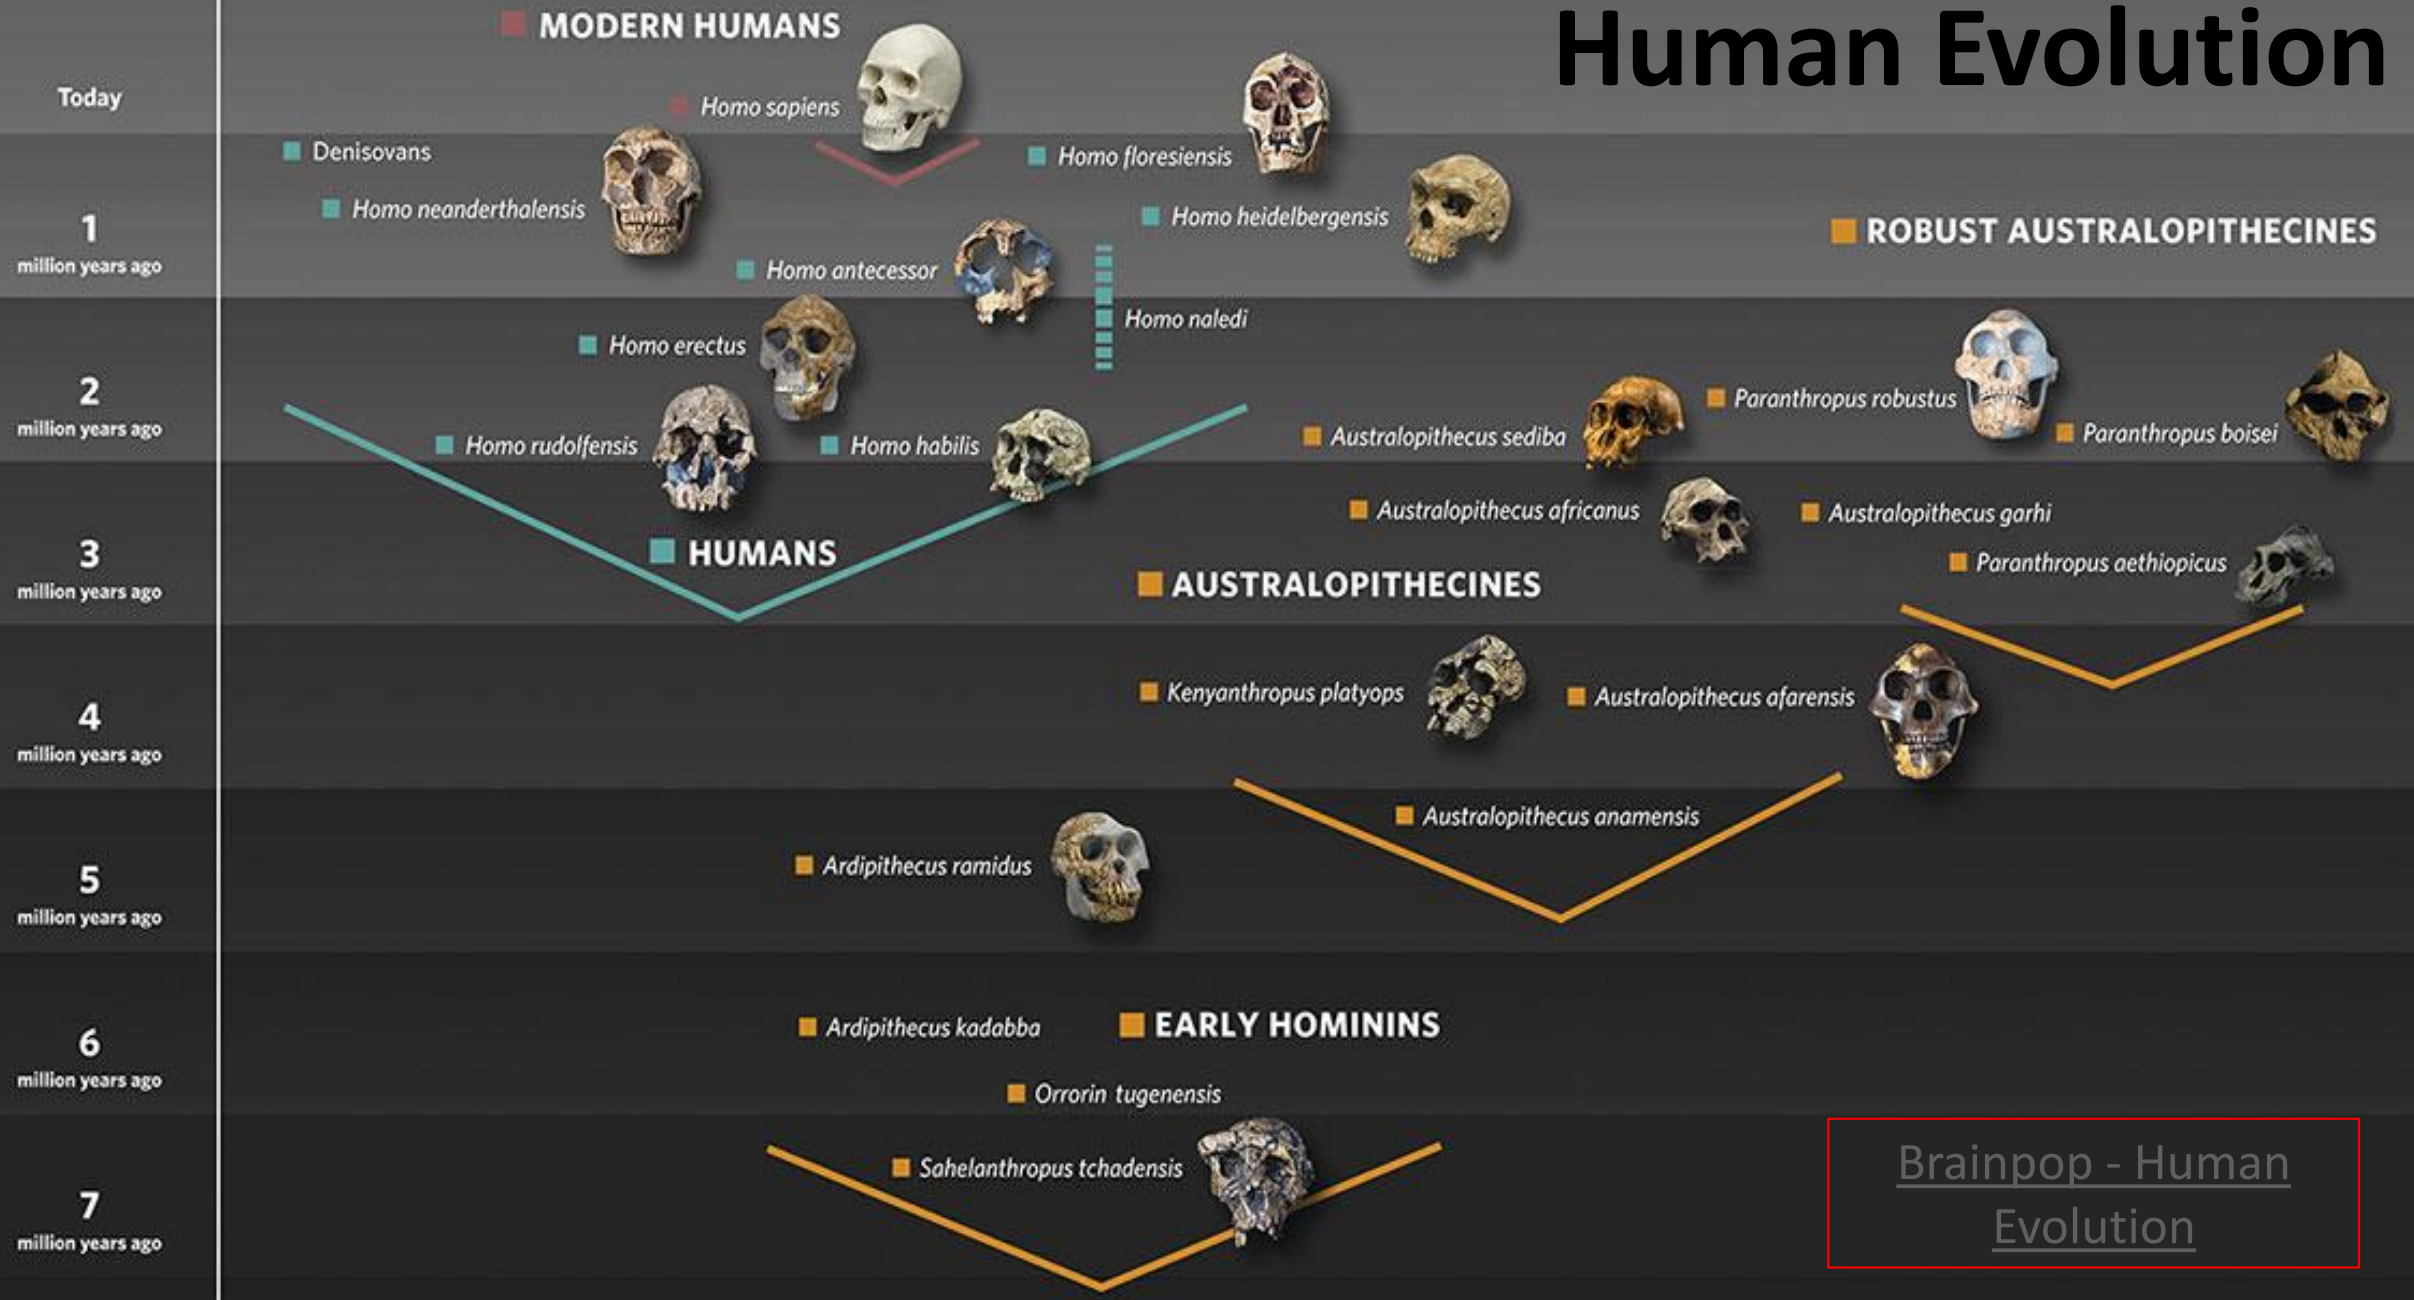 Human Evolution
MODERN HUMANS
Today
Homo sapiens
Denisovans
Homo floresiensis
Homo neanderthalensis
Homo heidelbergensis
1
million years ago
ROBUST AUSTRALOPITHECINES
Homo antecessor
Homo naledi
Homo erectus
2
million years ago
Paranthropus robustus
Australopithecus sediba
Paranthropus boisei
Homo rudolfensis
Homo habilis
Australopithecus africanus
Australopithecus garhi
3
million years ago
HUMANS
Paranthropus aethiopicus
AUSTRALOPITHECINES
Kenyanthropus platyops
Australopithecus afarensis
4
million years ago
Australopithecus anamensis
Ardipithecus ramidus
5
million years ago
Ardipithecus kadabba
EARLY HOMININS
6
million years ago
Orrorin tugenensis
Sahelanthropus tchadensis
7
million years ago
Brainpop - Human
Evolution